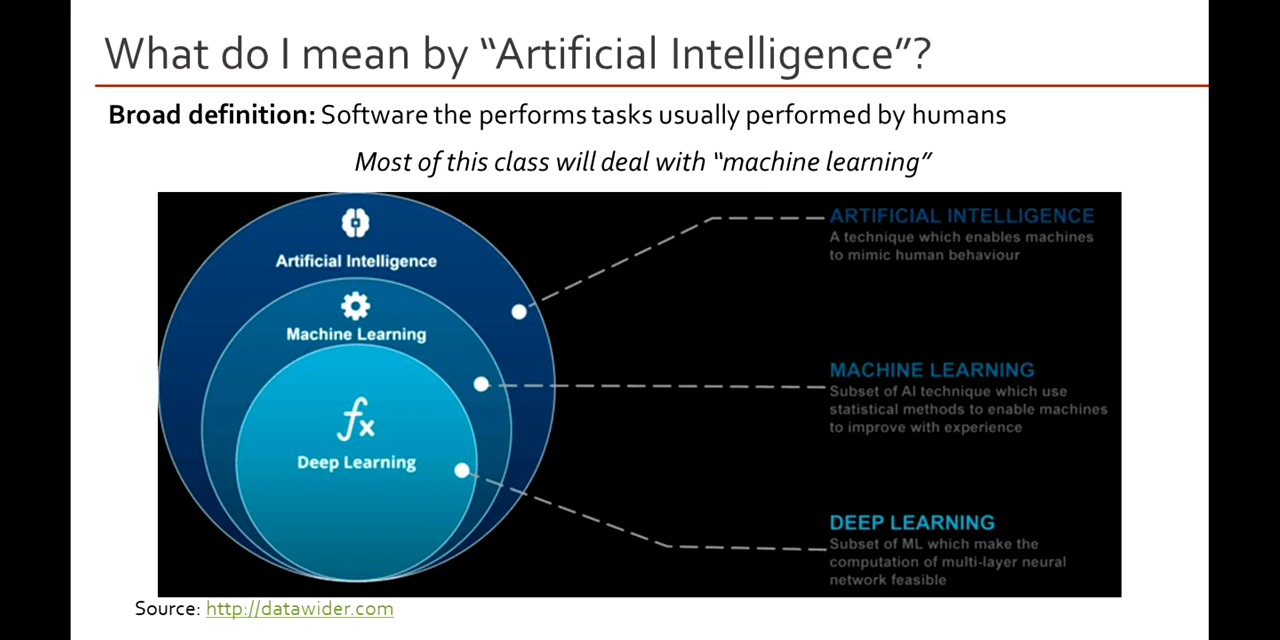 What do I mean by “Artificial Intelligence”?
Broad definition: Software the performs tasks usually performed by humans
Most of this class will deal with “machine learning”
Artificial Intelligence
Machine Learning
fx
Deep Learning
ARTIFICIAL INTELLIGENCE
A technique which enables machines
to mimic human behaviour
MACHINE LEARNING
Subset of AI technique which use
statistical methods to enable machines
to improve with experience
DEEP LEARNING
Subset of ML which make the
computation of multi-layer neural
network feasible
Source: http://datawider.com